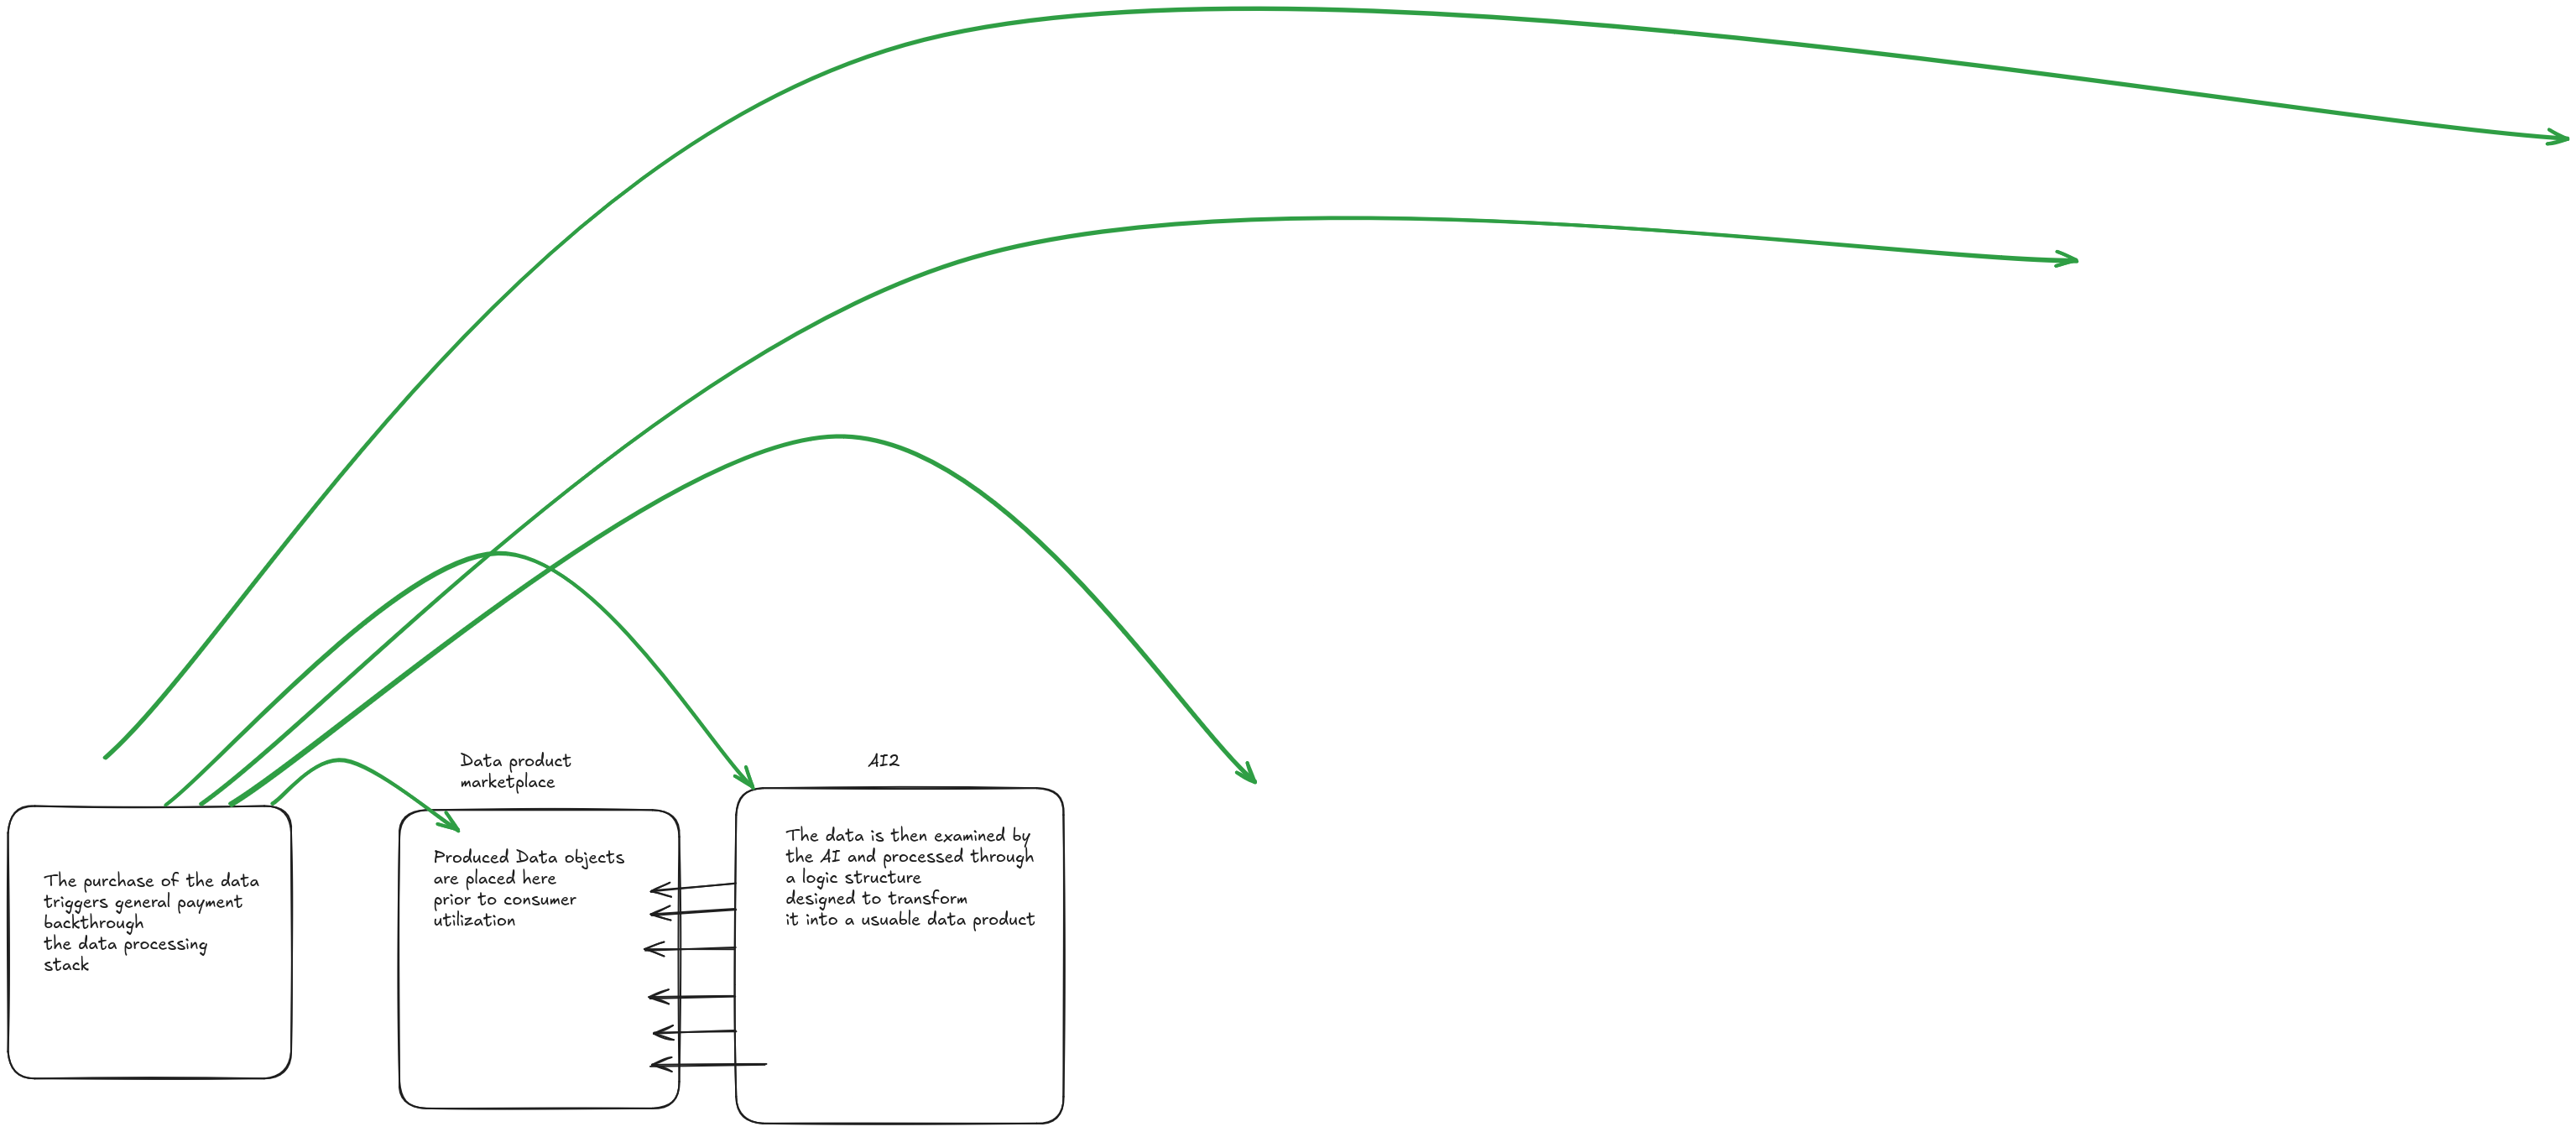 Data product
marketplace
AI2
The purchase of the data
triggers general payment
backthrough
the data processing
stack
Produced Data objects
are placed here
prior to consumer
utilization
The data is then examined by
the AI and processed through
a logic structure
designed to transform
it into a usuable data product